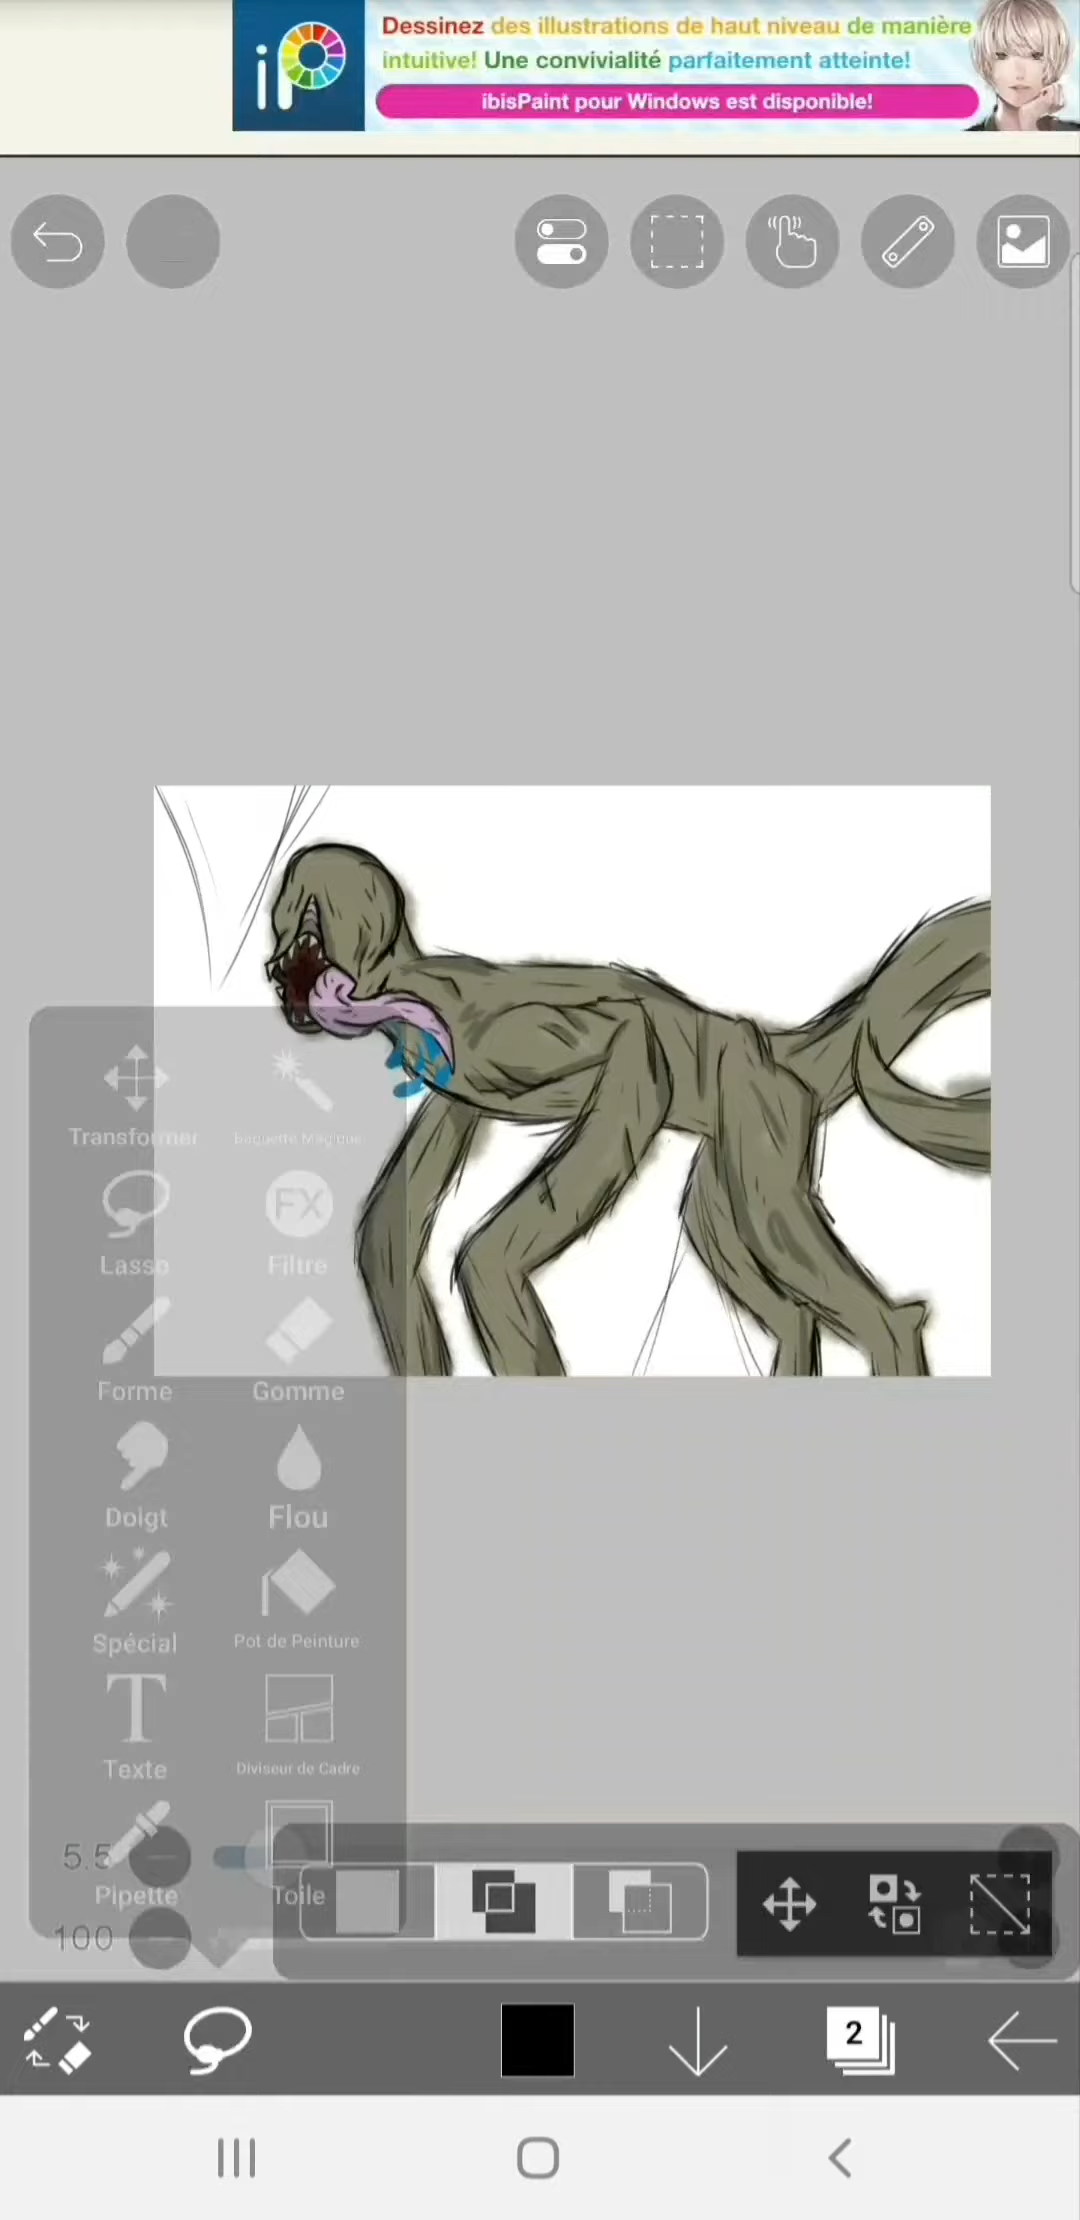 iP
Dessinez des illustrations de haut niveau de manière
intuitive! Une convivialité parfaitement atteinte!
ibisPaint pour Windows est disponible!
Transformer
Baguette Magique
Lasso
FX
Filtre
Forme
Gomme
Doigt
Flou
Spécial
Pot de Peinture
T
Texte
Diviseur de Cadre
5.5
Pipette
Toile
100
2